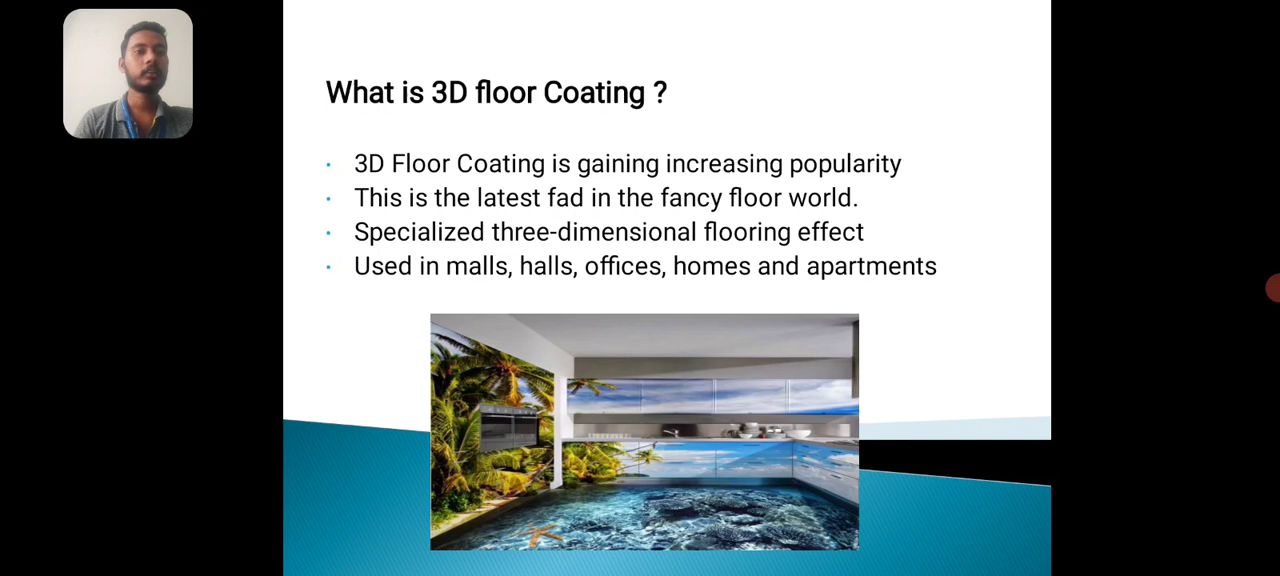 What is 3D floor Coating ?
• 3D Floor Coating is gaining increasing popularity
• This is the latest fad in the fancy floor world.
• Specialized three-dimensional flooring effect
• Used in malls, halls, offices, homes and apartments